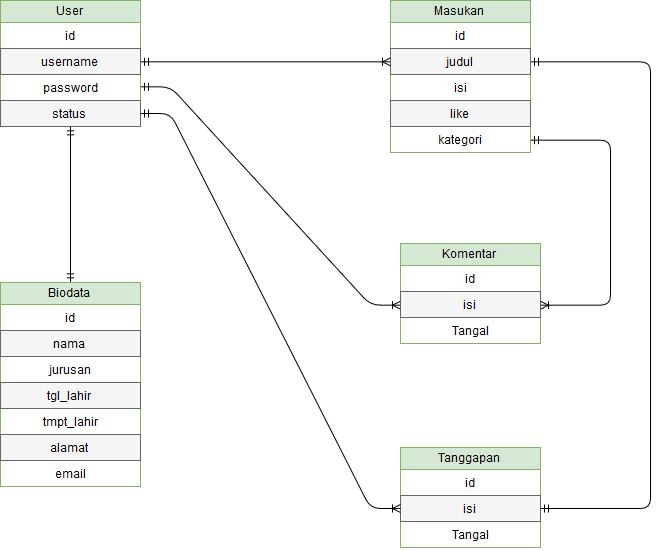 User
id
username
password
status
Masukan
id
judul
isi
like
kategori
Komentar
id
isi
Tangal
Biodata
id
nama
jurusan
tgl_lahir
tmpt_lahir
alamat
email
Tanggapan
id
isi
Tangal